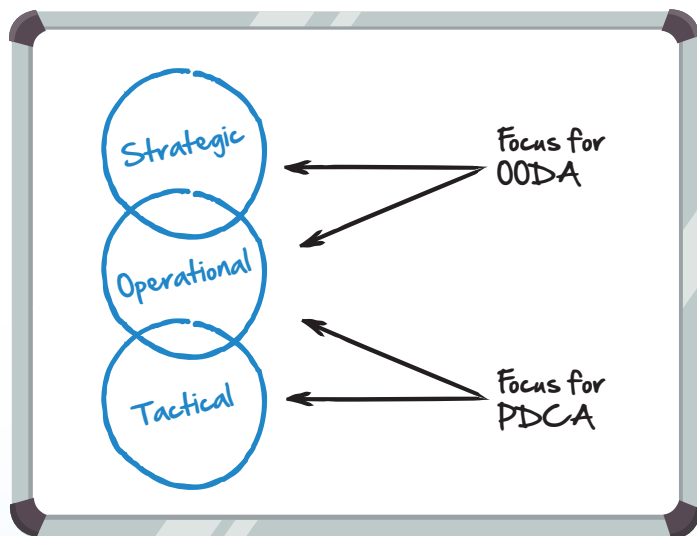 Strategic
Focus for
OODA
Operational
Tactical
Focus for
PDCA